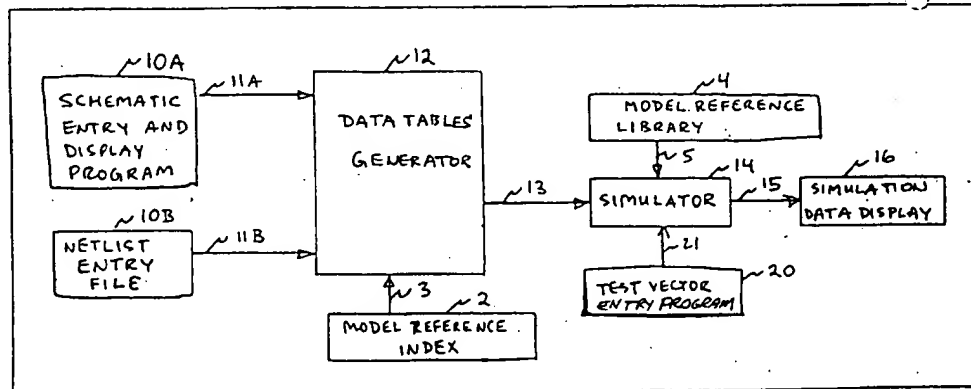 10A
SCHEMATIC
ENTRY AND
DISPLAY
PROGRAM
11A
10B
NETLIST
ENTRY
FILE
11B
12
DATA TABLES
GENERATOR
3
2
MODEL REFERENCE
INDEX
13
4
MODEL REFERENCE
LIBRARY
5
14
SIMULATOR
15
16
SIMULATION
DATA DISPLAY
21
20
TEST VECTOR
ENTRY PROGRAM